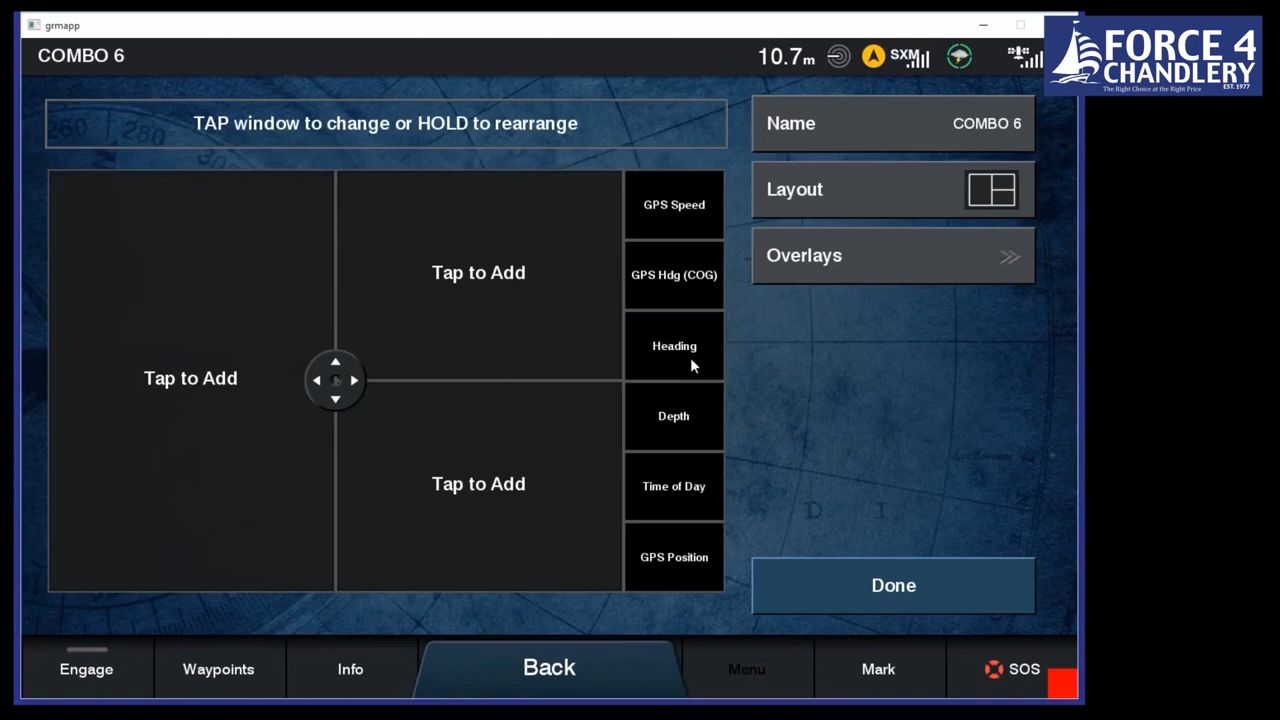 grmapp
COMBO 6
10.7m
SXM
FORCE 4
CHANDLERY
The Right Choice at the Right Price
EST. 1977
TAP window to change or HOLD to rearrange
260
280
Name
COMBO 6
Layout
Overlays
Tap to Add
Tap to Add
Tap to Add
GPS Speed
GPS Hdg (COG)
Heading
Depth
Time of Day
GPS Position
D I
Done
Engage
Waypoints
Info
Back
Menu
Mark
SOS